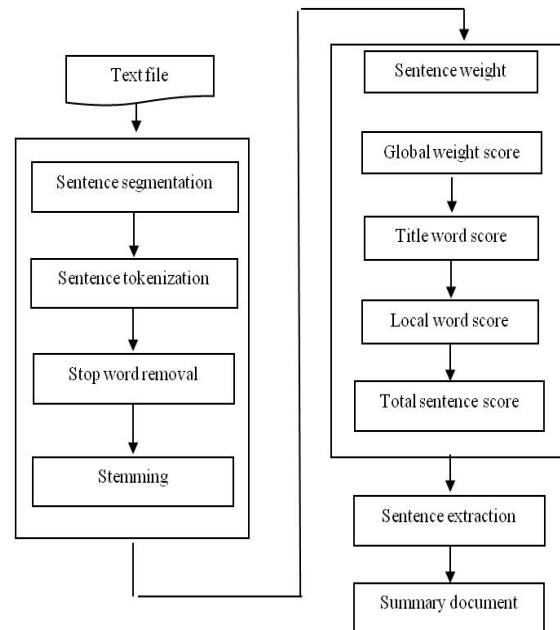 Text file
Sentence segmentation
Sentence tokenization
Stop word removal
Stemming
Sentence weight
Global weight score
Title word score
Local word score
Total sentence score
Sentence extraction
Summary document